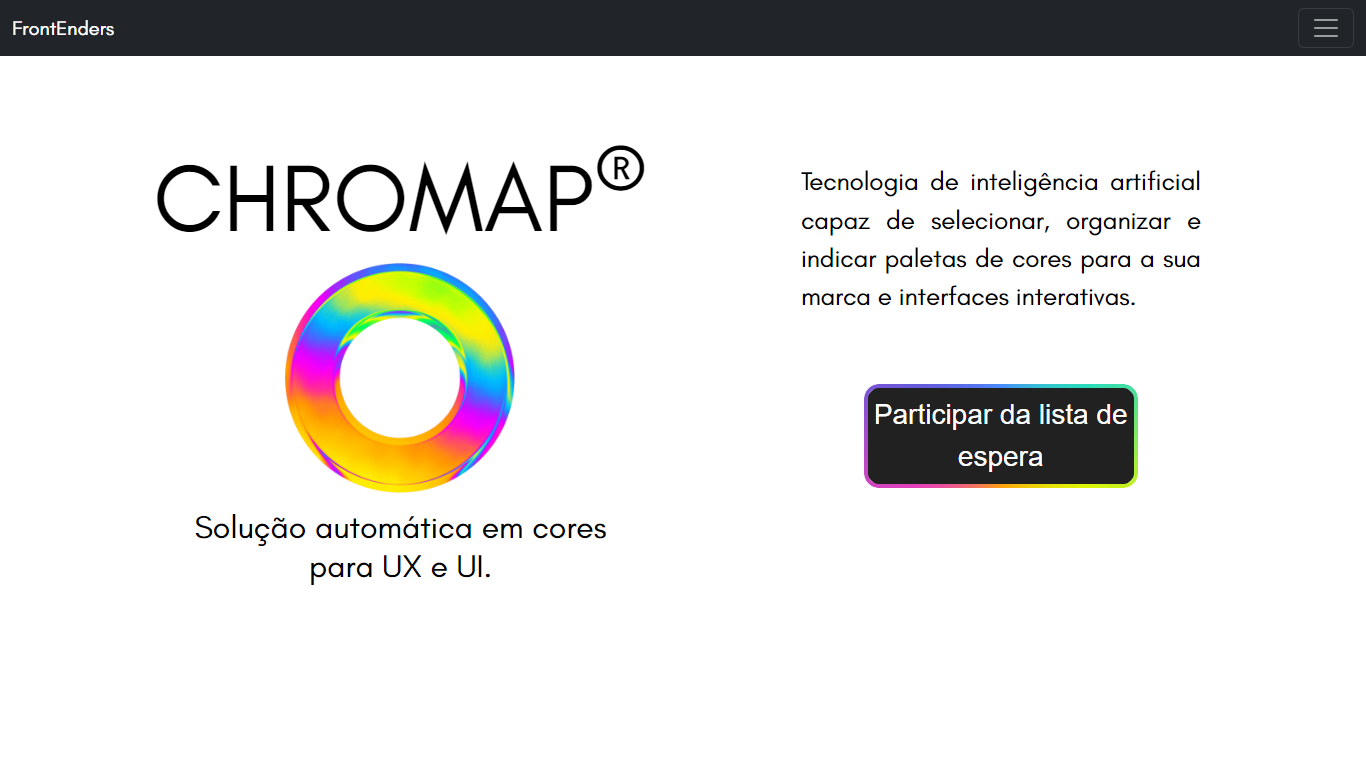 FrontEnders
CHROMAP®
Solução automática em cores
para UX e UI.
Tecnologia de inteligência artificial
capaz de selecionar, organizar e
indicar paletas de cores para a sua
marca e interfaces interativas.
Participar da lista de
espera